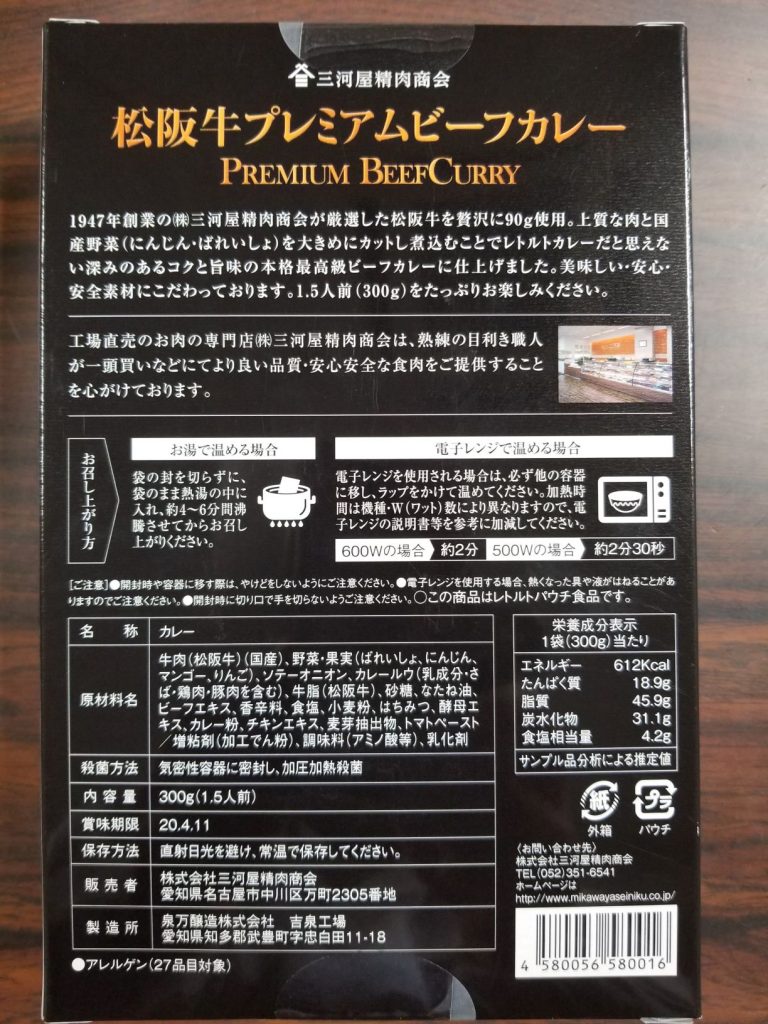 三河屋精肉商会
松阪牛プレミアムビーフカレー
PREMIUM BEEFCURRY
1947年創業の㈱三河屋精肉商会が厳選した松阪牛を贅沢に90g使用。上質な肉と国
産野菜(にんじん・ばれいしょ)を大きめにカットし煮込むことでレトルトカレーだと思えな
い深みのあるコクと旨味の本格最高級ビーフカレーに仕上げました。美味しい・安心・
安全素材にこだわっております。1.5人前(300g)をたっぷりお楽しみください。
工場直売のお肉の専門店㈱三河屋精肉商会は、熟練の目利き職人
が一頭買いなどにてより良い品質・安心安全な食肉をご提供すること
を心がけております。
お召し上がり方
お湯で温める場合
袋の封を切らずに、
袋のまま熱湯の中に
入れ、約4〜6分間沸
騰させてからお召し
上がりください。
電子レンジで温める場合
電子レンジを使用される場合は、必ず他の容器
に移し、ラップをかけて温めてください。加熱時
間は機種・W(ワット)数により異なりますので、電
子レンジの説明書等を参考に加減してください。
600Wの場合 約2分 500Wの場合 約2分30秒
[ご注意]●開封時や容器に移す際は、やけどをしないようにご注意ください。●電子レンジを使用する場合、熱くなった具や液がはねることがあ
りますのでご注意ください。●開封時に切り口で手を切らないようご注意ください。○この商品はレトルトパウチ食品です。
名 称 カレー
原材料名
牛肉(松阪牛)(国産)、野菜・果実(ばれいしょ、にんじん、
マンゴー、りんご)、ソテーオニオン、カレールウ(乳成分・さ
ば・鶏肉・豚肉を含む)、牛脂(松阪牛)、砂糖、なたね油、
ビーフエキス、香辛料、食塩、小麦粉、はちみつ、酵母エ
キス、カレー粉、チキンエキス、麦芽抽出物、トマトペースト
/増粘剤(加工でん粉)、調味料(アミノ酸等)、乳化剤
殺菌方法 気密性容器に密封し、加圧加熱殺菌
内容量 300g(1.5人前)
賞味期限 20.4.11
保存方法 直射日光を避け、常温で保存してください。
販売者
株式会社三河屋精肉商会
愛知県名古屋市中川区万町2305番地
製造所
泉万醸造株式会社 吉泉工場
愛知県知多郡武豊町字忠白田11-18
●アレルゲン(27品目対象)
栄養成分表示
1袋(300g)当たり
エネルギー 612Kcal
たんぱく質 18.9g
脂質 45.9g
炭水化物 31.1g
食塩相当量 4.2g
サンプル品分析による推定値
紙
外箱
プラ
パウチ
〈お問い合わせ先〉
株式会社三河屋精肉商会
TEL(052)351-6541
ホームページは
http://www.mikawayaseiniku.co.jp/
4 580056 580016